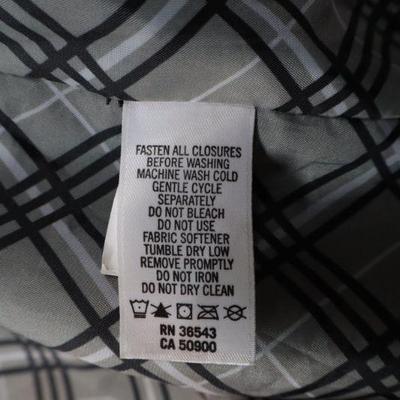 FASTEN ALL CLOSURES
BEFORE WASHING
MACHINE WASH COLD
GENTLE CYCLE
SEPARATELY
DO NOT BLEACH
DO NOT USE
FABRIC SOFTENER
TUMBLE DRY LOW
REMOVE PROMPTLY
DO NOT IRON
DO NOT DRY CLEAN
RN 36543
CA 50900